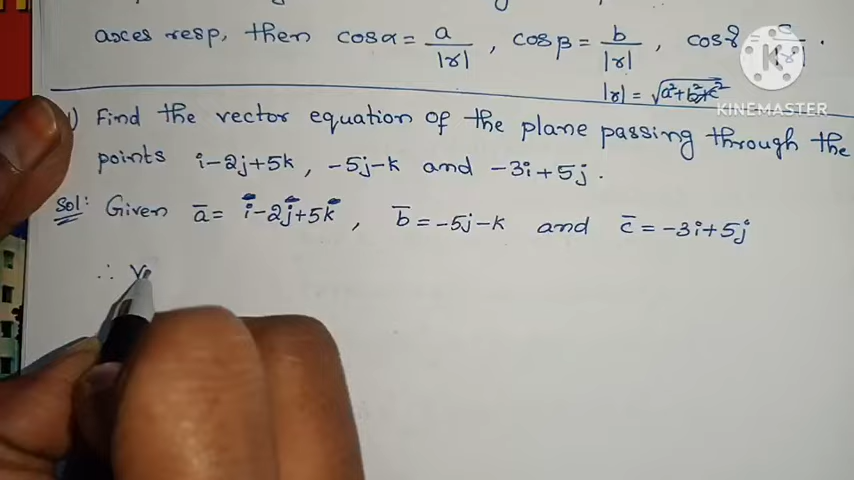 axes resp, then cosα = a/|r| , cosβ = b/|r| , cosγ = c/|r| .
|r| = √a²+b²+c²
KINEMASTER
1) Find the vector equation of the plane passing through the
points i-2j+5k , -5j-k and -3i+5j .
Sol: Given a̅ = i-2j+5k , b̅ = -5j-k and c̅ = -3i+5j
∴